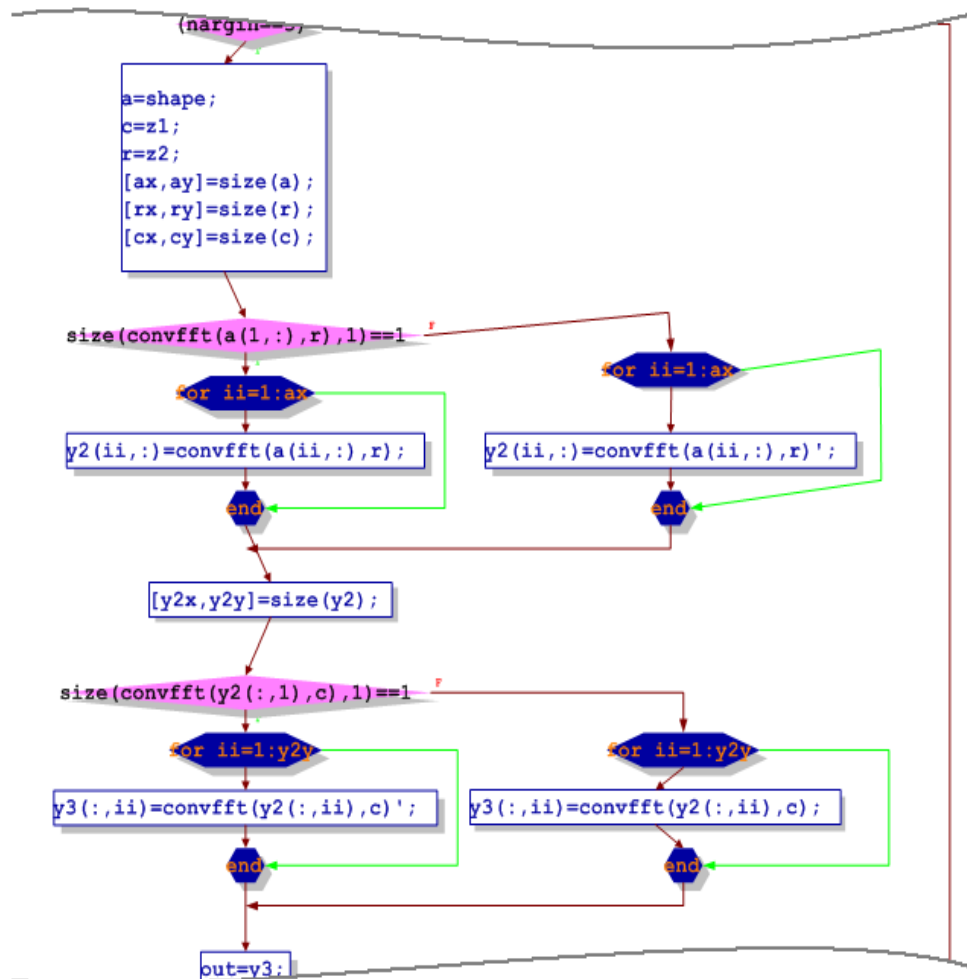 a=shape;
c=z1;
r=z2;
[ax,ay]=size(a);
[rx,ry]=size(r);
[cx,cy]=size(c);
size(convfft(a(1,:),r),1)==1
F
for ii=1:ax
for ii=1:ax
y2(ii,:)=convfft(a(ii,:),r);
y2(ii,:)=convfft(a(ii,:),r)';
end
end
[y2x,y2y]=size(y2);
size(convfft(y2(:,1),c),1)==1
F
for ii=1:y2y
for ii=1:y2y
y3(:,ii)=convfft(y2(:,ii),c)';
y3(:,ii)=convfft(y2(:,ii),c);
end
end
out=y3;